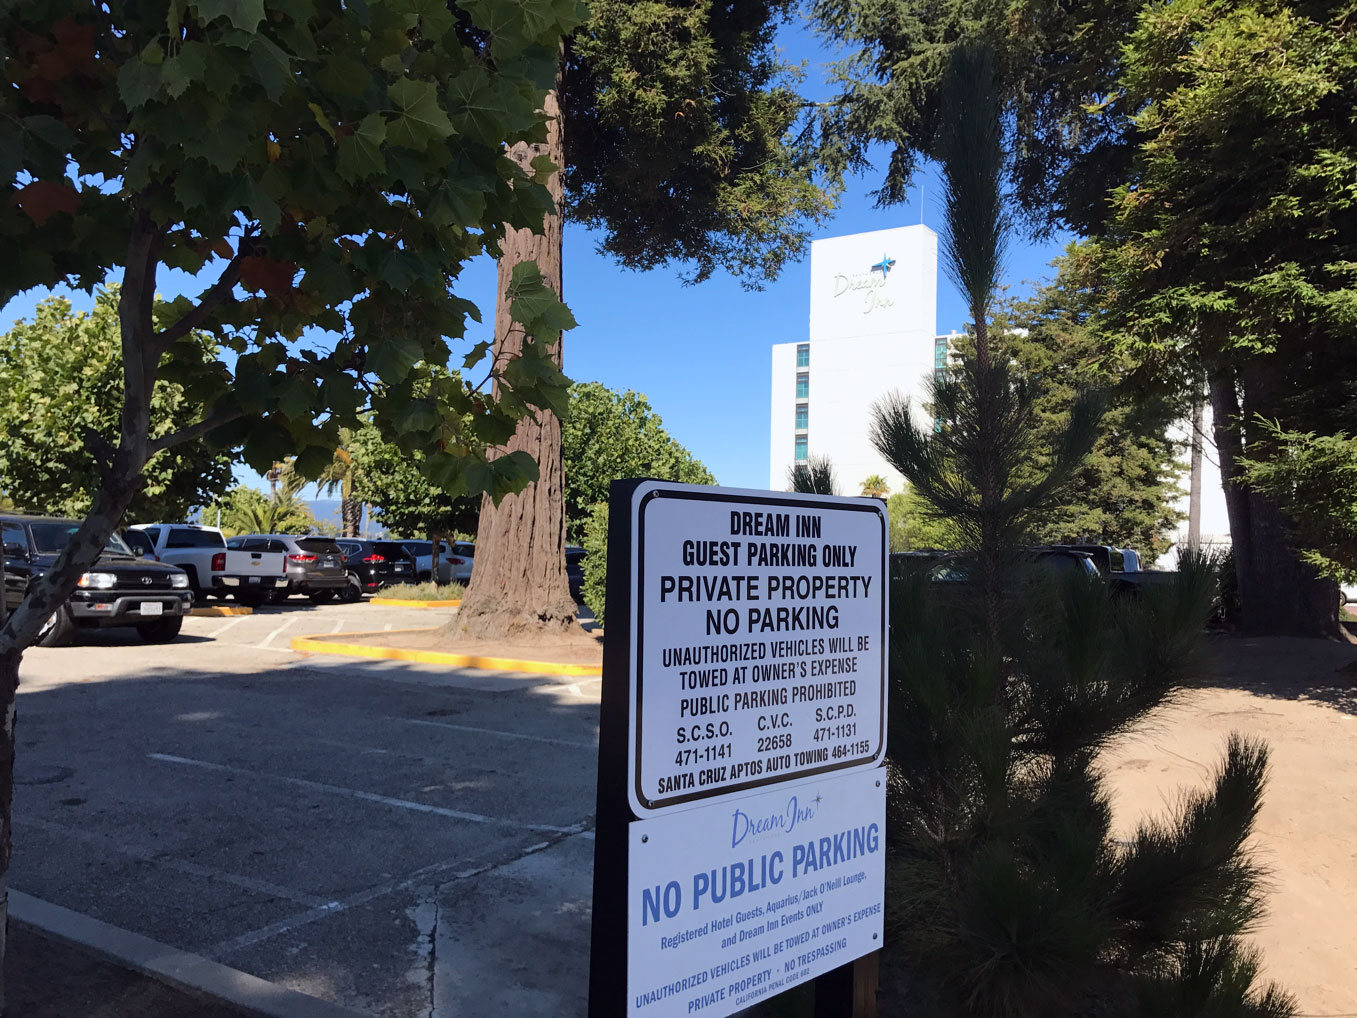 Dream
Inn
DREAM INN
GUEST PARKING ONLY
PRIVATE PROPERTY
NO PARKING
UNAUTHORIZED VEHICLES WILL BE
TOWED AT OWNER'S EXPENSE
PUBLIC PARKING PROHIBITED
S.C.S.O. C.V.C. S.C.P.D.
471-1141 22658 471-1131
SANTA CRUZ APTOS AUTO TOWING 464-1155
Dream Inn
NO PUBLIC PARKING
Registered Hotel Guests, Aquarius/Jack O'Neill Lounge,
and Dream Inn Events ONLY
UNAUTHORIZED VEHICLES WILL BE TOWED AT OWNER'S EXPENSE
PRIVATE PROPERTY - NO TRESPASSING
CALIFORNIA PENAL CODE 602